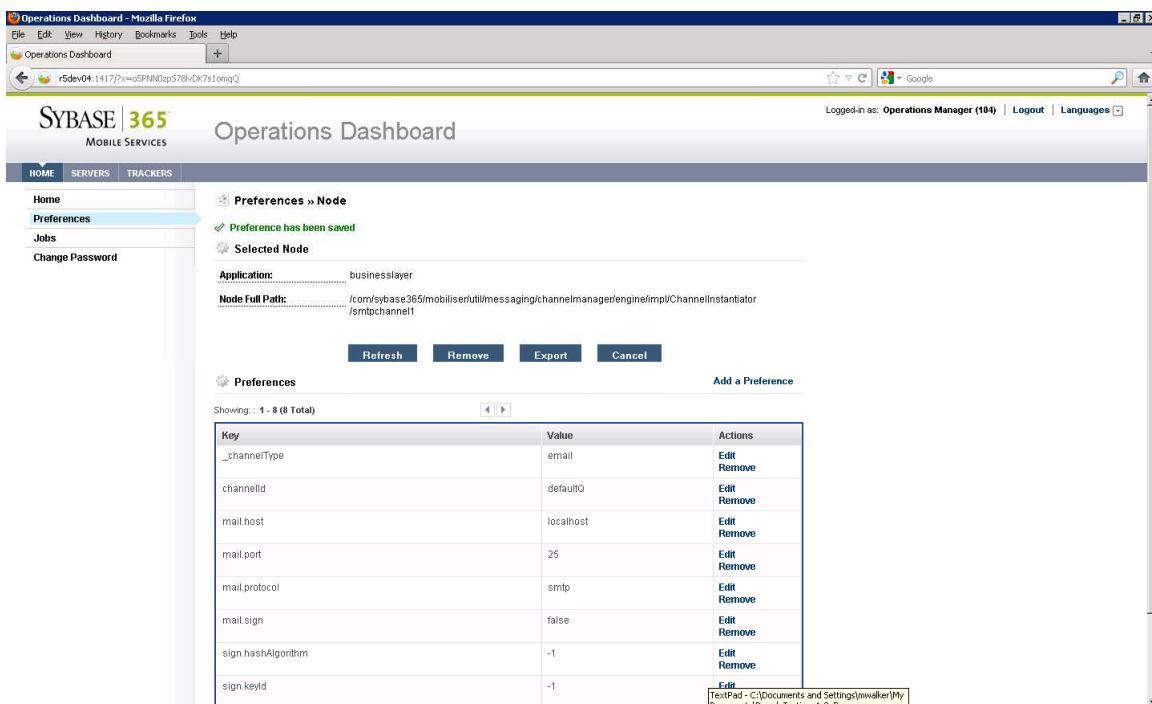 Operations Dashboard - Mozilla Firefox
File Edit View History Bookmarks Tools Help
Operations Dashboard +
Google
SYBASE 365
MOBILE SERVICES
Operations Dashboard
Logged-in as: Operations Manager (104) | Logout | Languages
HOME SERVERS TRACKERS
Home
Preferences
Jobs
Change Password
Preferences » Node
Preference has been saved
Selected Node
Application: businesslayer
Node Full Path: /com/sybase365/mobiliser/util/messaging/channelmanager/engine/impl/ChannelInstantiator
/smtpchannel1
Refresh Remove Export Cancel
Preferences Add a Preference
Showing: : 1 - 8 (8 Total)
Key Value Actions
_channelType email Edit
Remove
channelId defaultQ Edit
Remove
mail.host localhost Edit
Remove
mail.port 25 Edit
Remove
mail.protocol smtp Edit
Remove
mail.sign false Edit
Remove
sign.hashAlgorithm -1 Edit
Remove
sign.keyId -1 Edit
TextPad - C:\Documents and Settings\mwalker\My